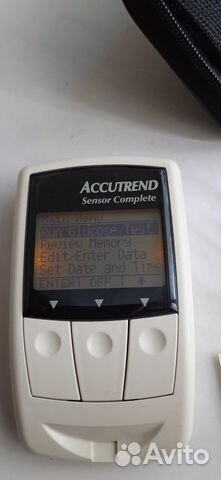 ACCUTREND
Sensor Complete
Main Menu
Run Glucose Test
Review Memory
Edit/Enter Data
Set Date and Time
ENTER| OFF | ↓
Avito